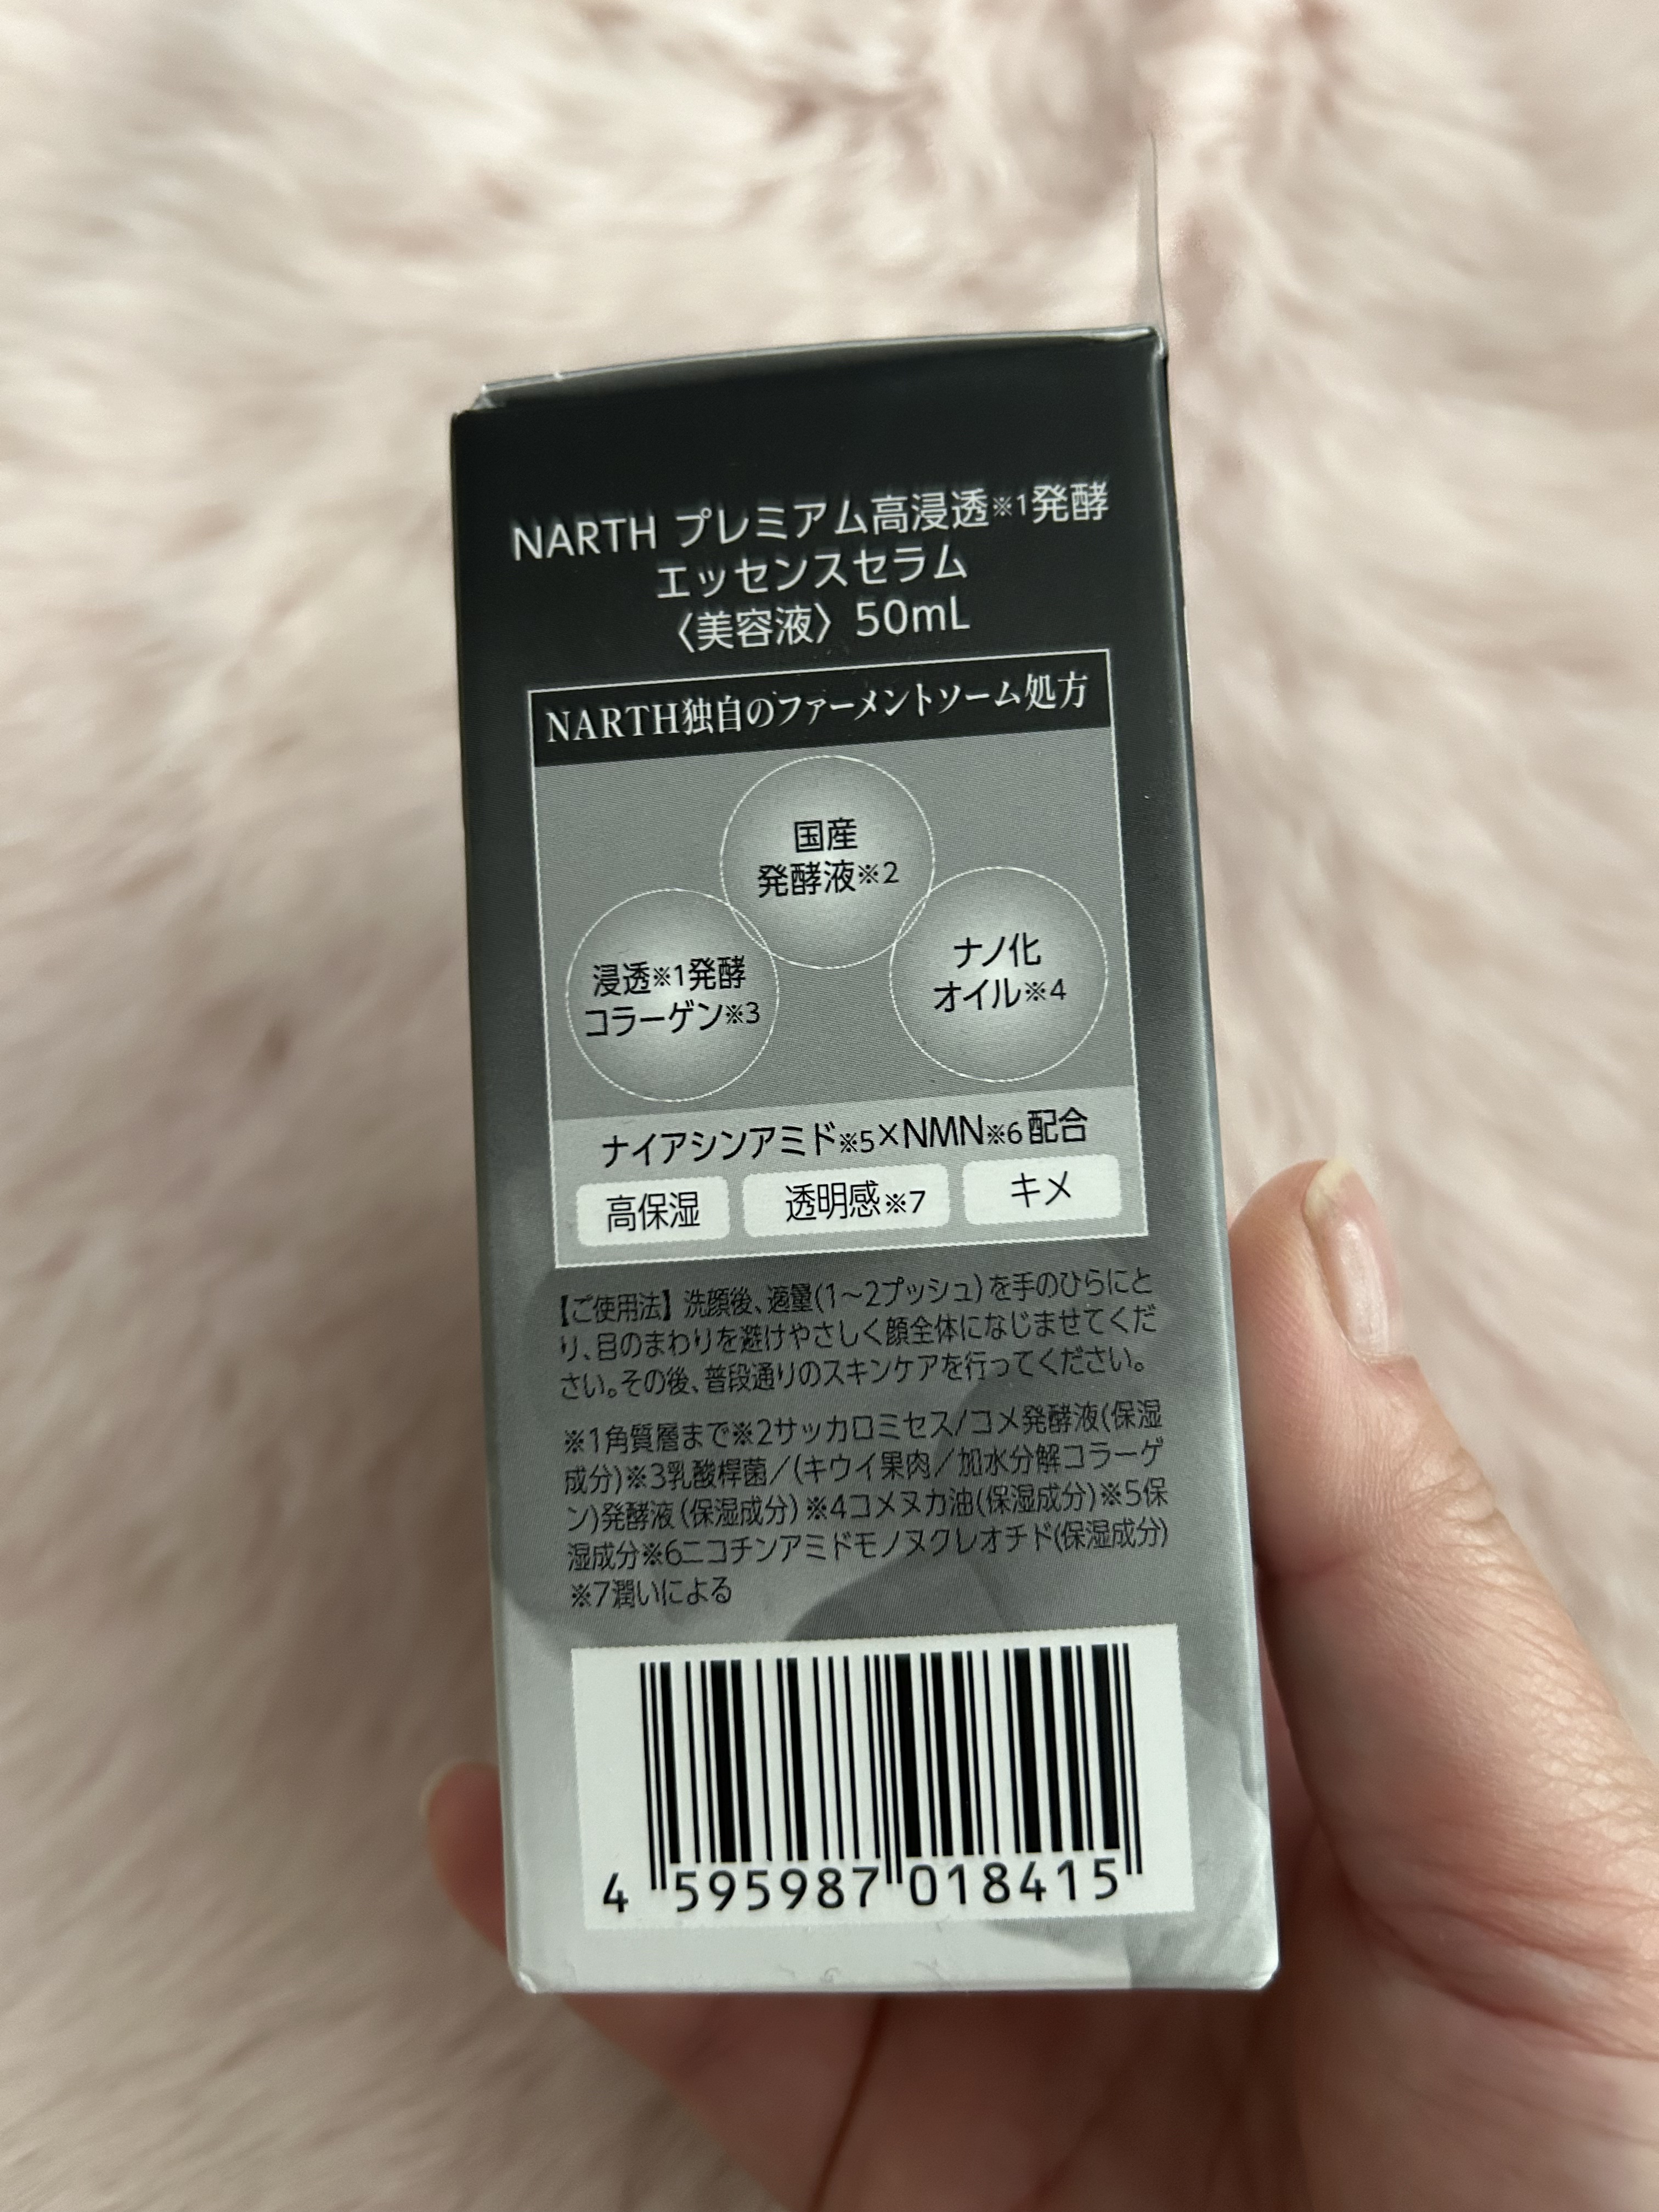 NARTH プレミアム高浸透※1発酵
エッセンスセラム
〈美容液〉50mL
NARTH独自のファーメントソーム処方
国産
発酵液※2
浸透※1発酵
コラーゲン※3
ナノ化
オイル※4
ナイアシンアミド※5×NMN※6配合
高保湿 透明感※7 キメ
【ご使用法】洗顔後、適量(1〜2プッシュ)を手のひらにと
り、目のまわりを避けやさしく顔全体になじませてくだ
さい。その後、普段通りのスキンケアを行ってください。
※1角質層まで※2サッカロミセス/コメ発酵液(保湿
成分)※3乳酸桿菌/(キウイ果肉/加水分解コラーゲ
ン)発酵液(保湿成分)※4コメヌカ油(保湿成分)※5保
湿成分※6ニコチンアミドモノヌクレオチド(保湿成分)
※7潤いによる
4 595987 018415